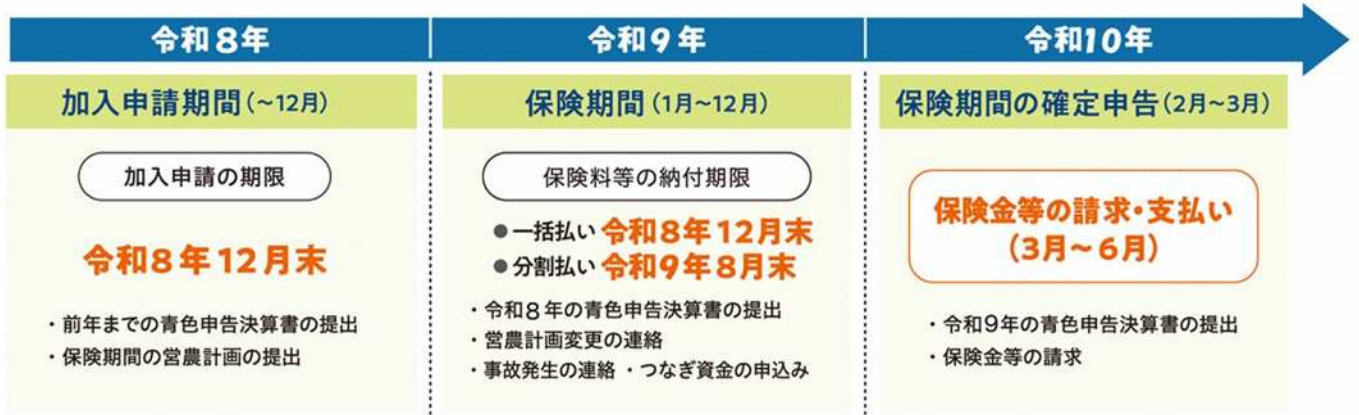 令和8年
令和9年
令和10年
加入申請期間(～12月)
加入申請の期限
令和8年12月末
・前年までの青色申告決算書の提出
・保険期間の営農計画の提出
保険期間(1月～12月)
保険料等の納付期限
●一括払い 令和8年12月末
●分割払い 令和9年8月末
・令和8年の青色申告決算書の提出
・営農計画変更の連絡
・事故発生の連絡 ・つなぎ資金の申込み
保険期間の確定申告(2月～3月)
保険金等の請求・支払い
(3月～6月)
・令和9年の青色申告決算書の提出
・保険金等の請求